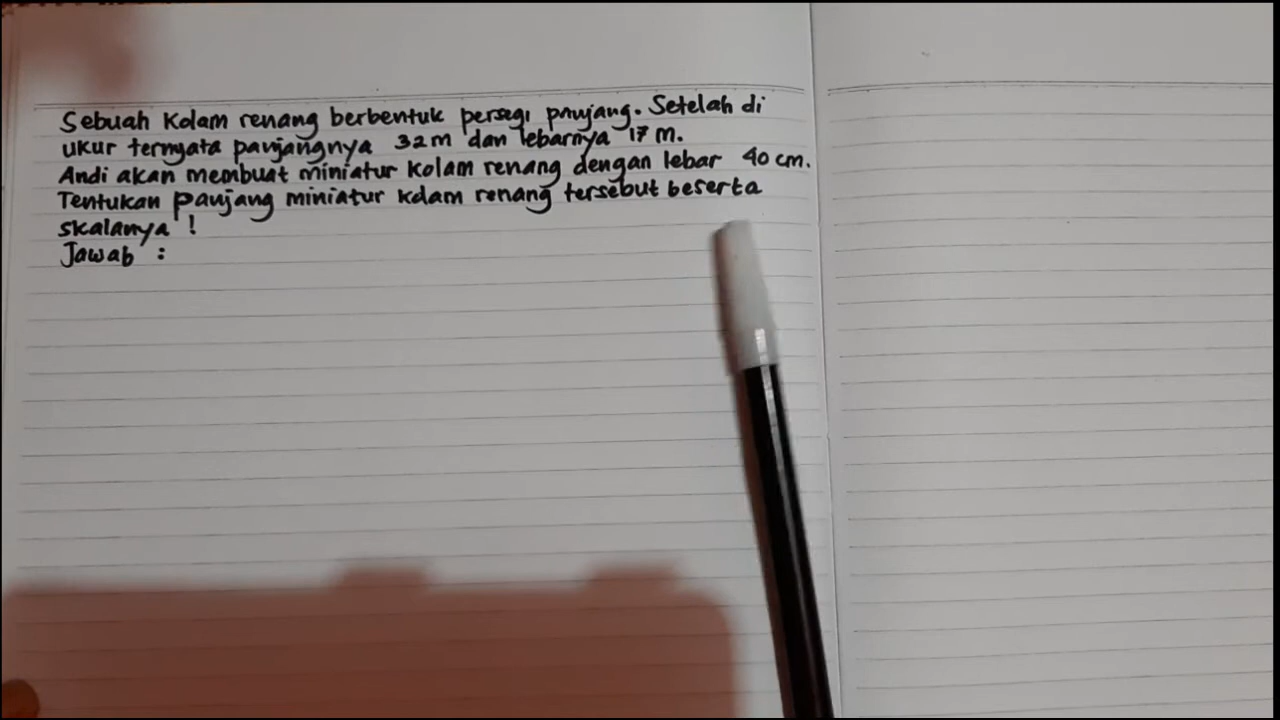 Sebuah kolam renang berbentuk persegi panjang. Setelah di
ukur ternyata panjangnya 32m dan lebarnya 17 m.
Andi akan membuat miniatur kolam renang dengan lebar 40 cm.
Tentukan panjang miniatur kolam renang tersebut beserta
skalanya !
Jawab :